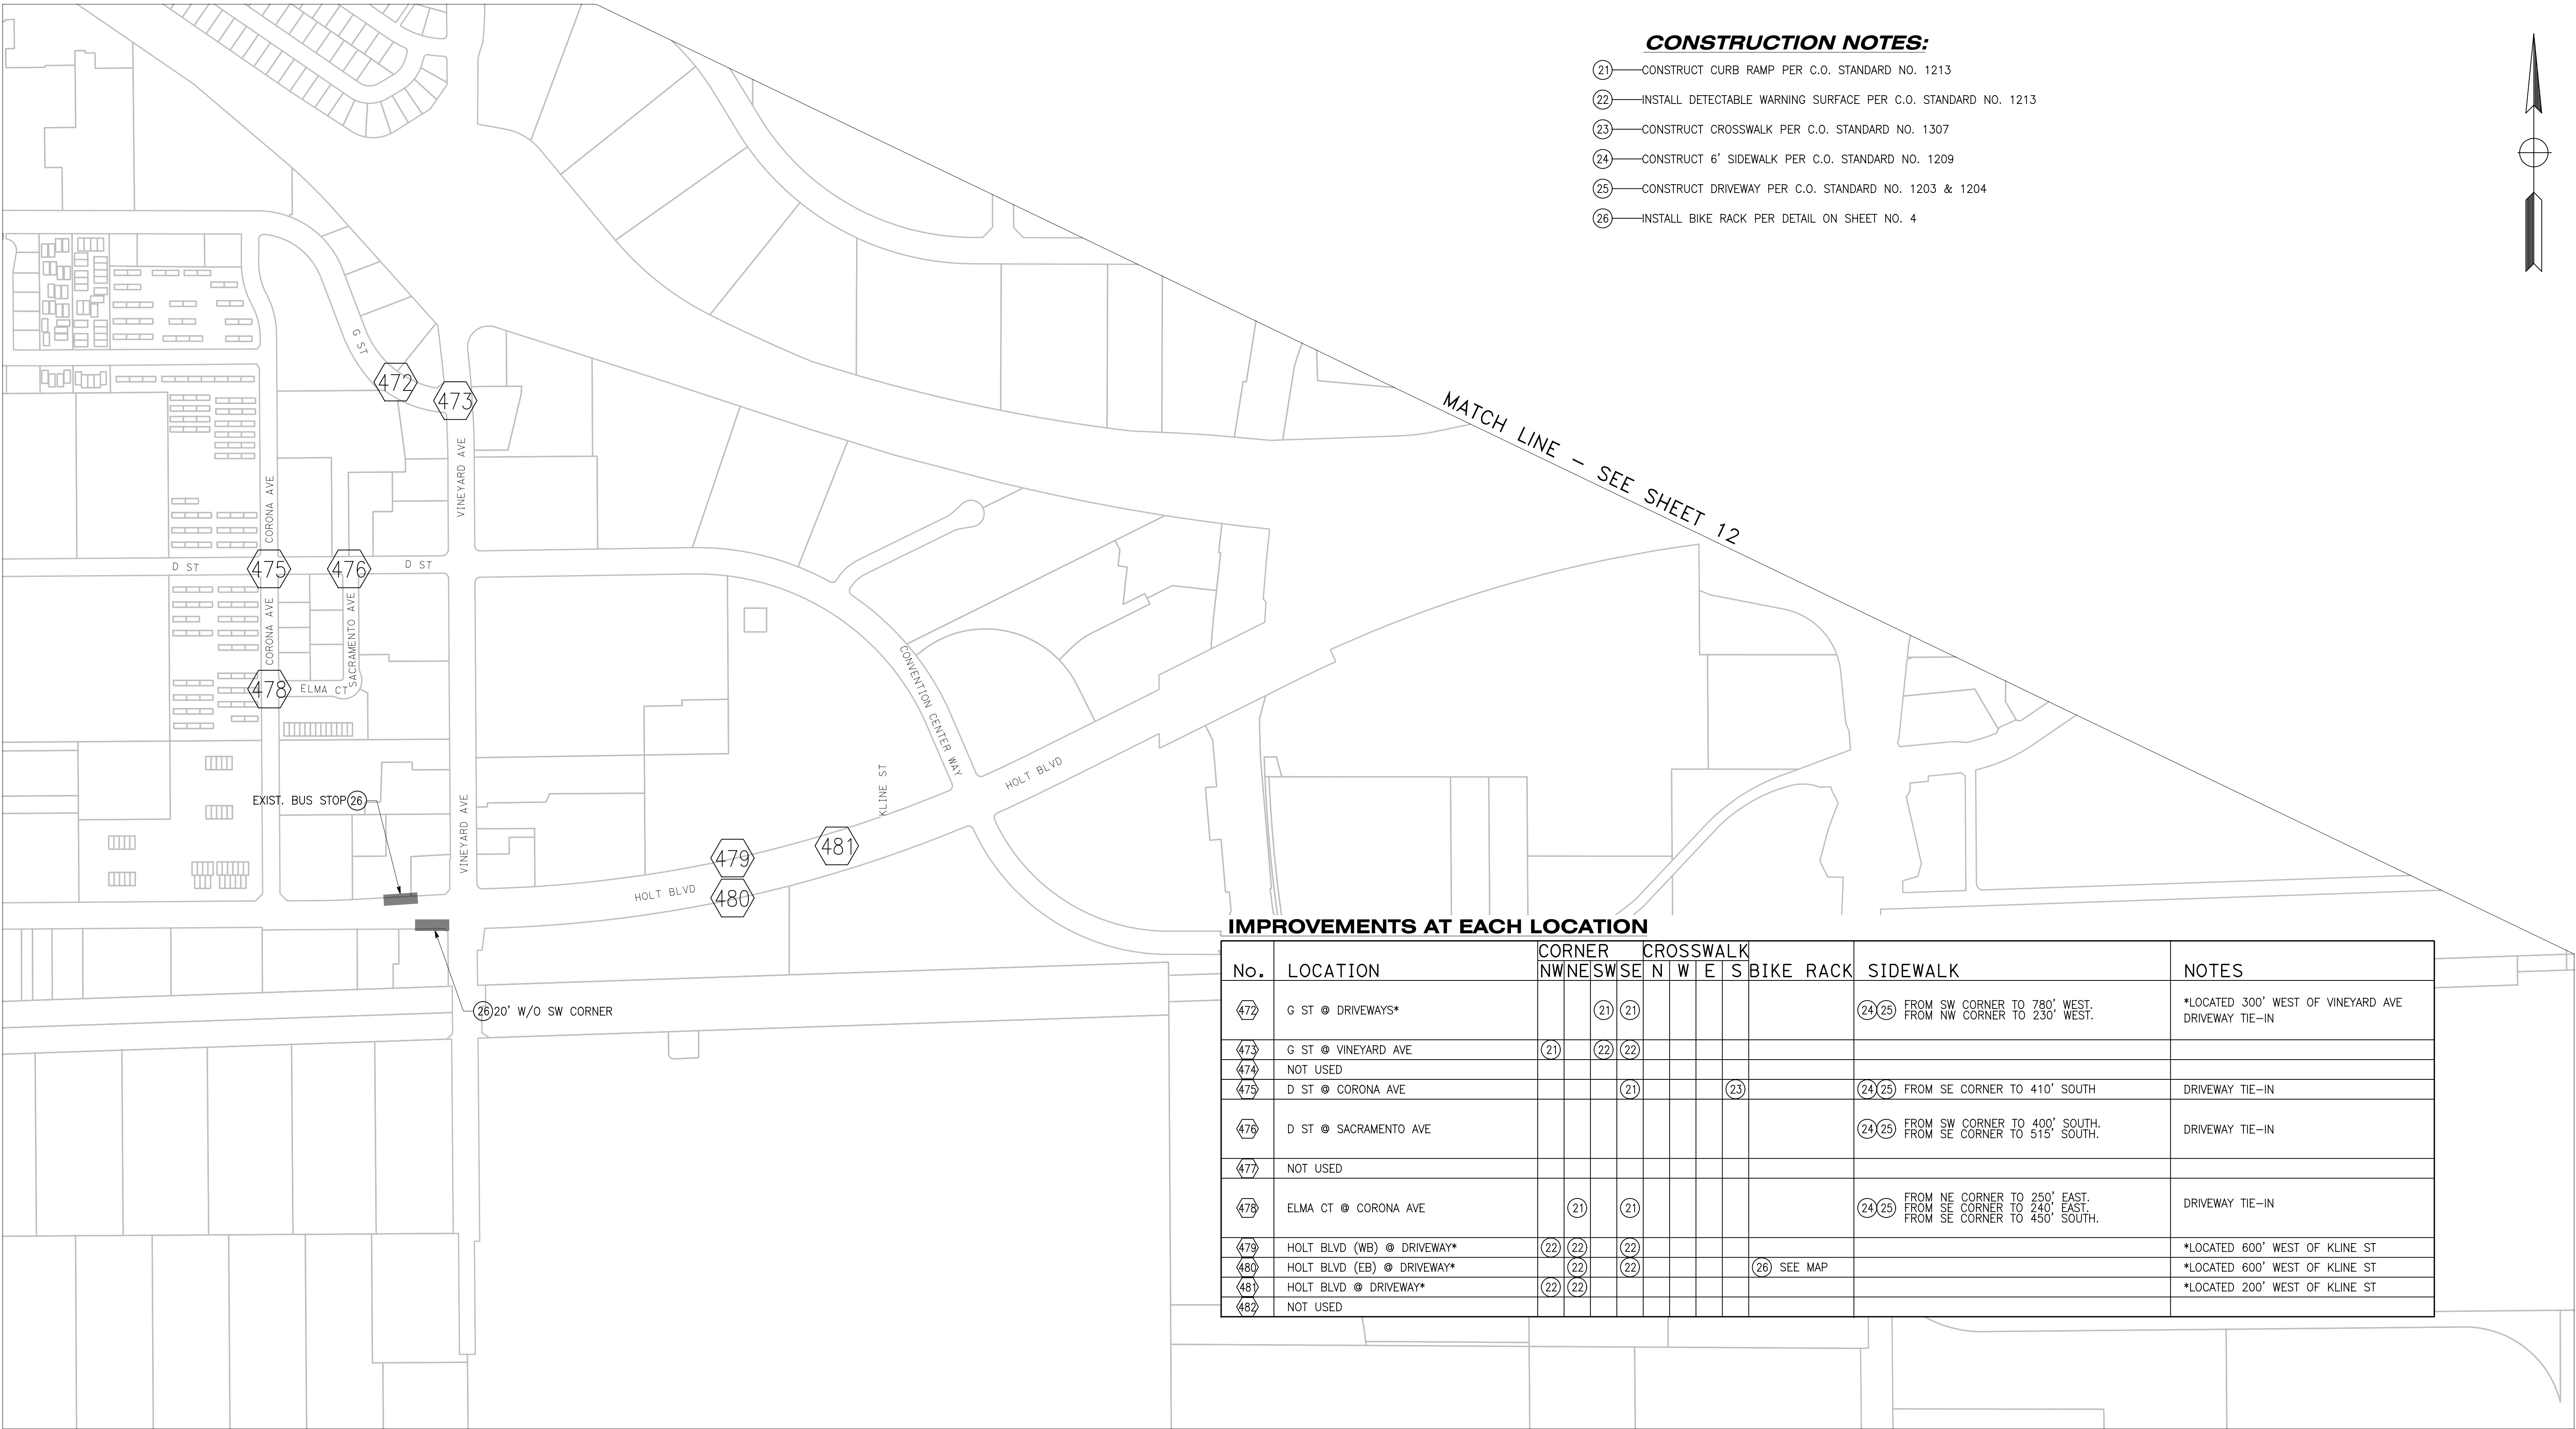 CONSTRUCTION NOTES:
21 CONSTRUCT CURB RAMP PER C.O. STANDARD NO. 1213
22 INSTALL DETECTABLE WARNING SURFACE PER C.O. STANDARD NO. 1213
23 CONSTRUCT CROSSWALK PER C.O. STANDARD NO. 1307
24 CONSTRUCT 6' SIDEWALK PER C.O. STANDARD NO. 1209
25 CONSTRUCT DRIVEWAY PER C.O. STANDARD NO. 1203 & 1204
26 INSTALL BIKE RACK PER DETAIL ON SHEET NO. 4
G ST
472
473
MATCH LINE - SEE SHEET 12
VINEYARD AVE
CORONA AVE
D ST
475
476
D ST
CORONA AVE
SACRAMENTO AVE
478
ELMA CT
CONVENTION CENTER WAY
HOLT BLVD
KLINE ST
EXIST. BUS STOP 26
VINEYARD AVE
481
479
HOLT BLVD
480
26 20' W/O SW CORNER
IMPROVEMENTS AT EACH LOCATION
CORNER CROSSWALK
No. LOCATION NW NE SW SE N W E S BIKE RACK SIDEWALK NOTES
472 G ST @ DRIVEWAYS* 21 21 24 25 FROM SW CORNER TO 780' WEST. *LOCATED 300' WEST OF VINEYARD AVE
FROM NW CORNER TO 230' WEST. DRIVEWAY TIE-IN
473 G ST @ VINEYARD AVE 21 22 22
474 NOT USED
475 D ST @ CORONA AVE 21 23 24 25 FROM SE CORNER TO 410' SOUTH DRIVEWAY TIE-IN
476 D ST @ SACRAMENTO AVE 24 25 FROM SW CORNER TO 400' SOUTH. DRIVEWAY TIE-IN
FROM SE CORNER TO 515' SOUTH.
477 NOT USED
478 ELMA CT @ CORONA AVE 21 21 24 25 FROM NE CORNER TO 250' EAST. DRIVEWAY TIE-IN
FROM SE CORNER TO 240' EAST.
FROM SE CORNER TO 450' SOUTH.
479 HOLT BLVD (WB) @ DRIVEWAY* 22 22 22 *LOCATED 600' WEST OF KLINE ST
480 HOLT BLVD (EB) @ DRIVEWAY* 22 22 26 SEE MAP *LOCATED 600' WEST OF KLINE ST
481 HOLT BLVD @ DRIVEWAY* 22 22 *LOCATED 200' WEST OF KLINE ST
482 NOT USED